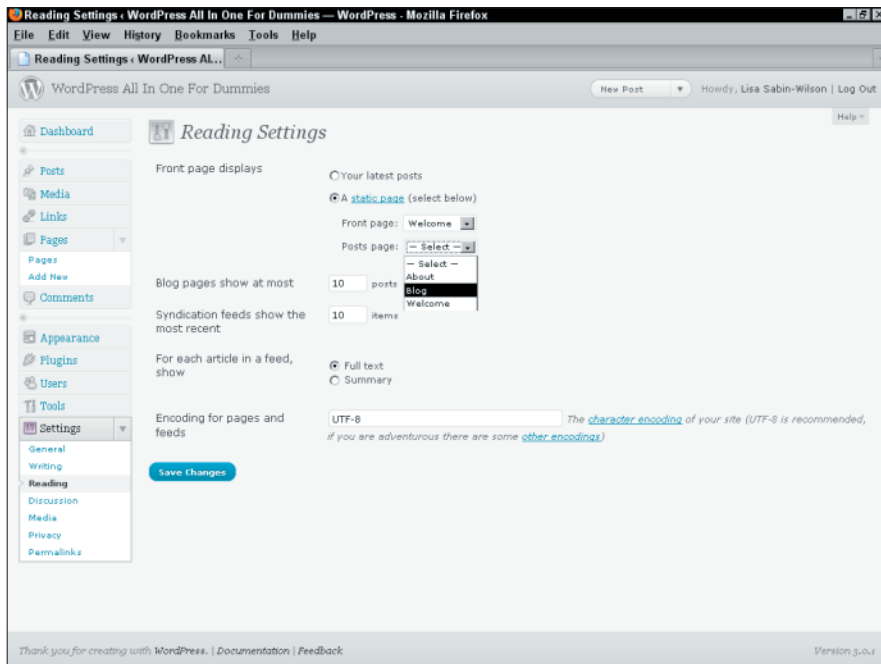 Reading Settings ‹ WordPress All In One For Dummies — WordPress - Mozilla Firefox
File Edit View History Bookmarks Tools Help
Reading Settings ‹ WordPress AL...
WordPress All In One For Dummies
New Post
Howdy, Lisa Sabin-Wilson | Log Out
Help
Dashboard
Posts
Media
Links
Pages
Pages
Add New
Comments
Appearance
Plugins
Users
Tools
Settings
General
Writing
Reading
Discussion
Media
Privacy
Permalinks
Reading Settings
Front page displays
Your latest posts
A static page (select below)
Front page: Welcome
Posts page: — Select —
— Select —
About
Blog
Welcome
Blog pages show at most 10 posts
Syndication feeds show the most recent 10 items
For each article in a feed, show
Full text
Summary
Encoding for pages and feeds
UTF-8 The character encoding of your site (UTF-8 is recommended,
if you are adventurous there are some other encodings)
Save Changes
Thank you for creating with WordPress. | Documentation | Feedback
Version 3.0.1